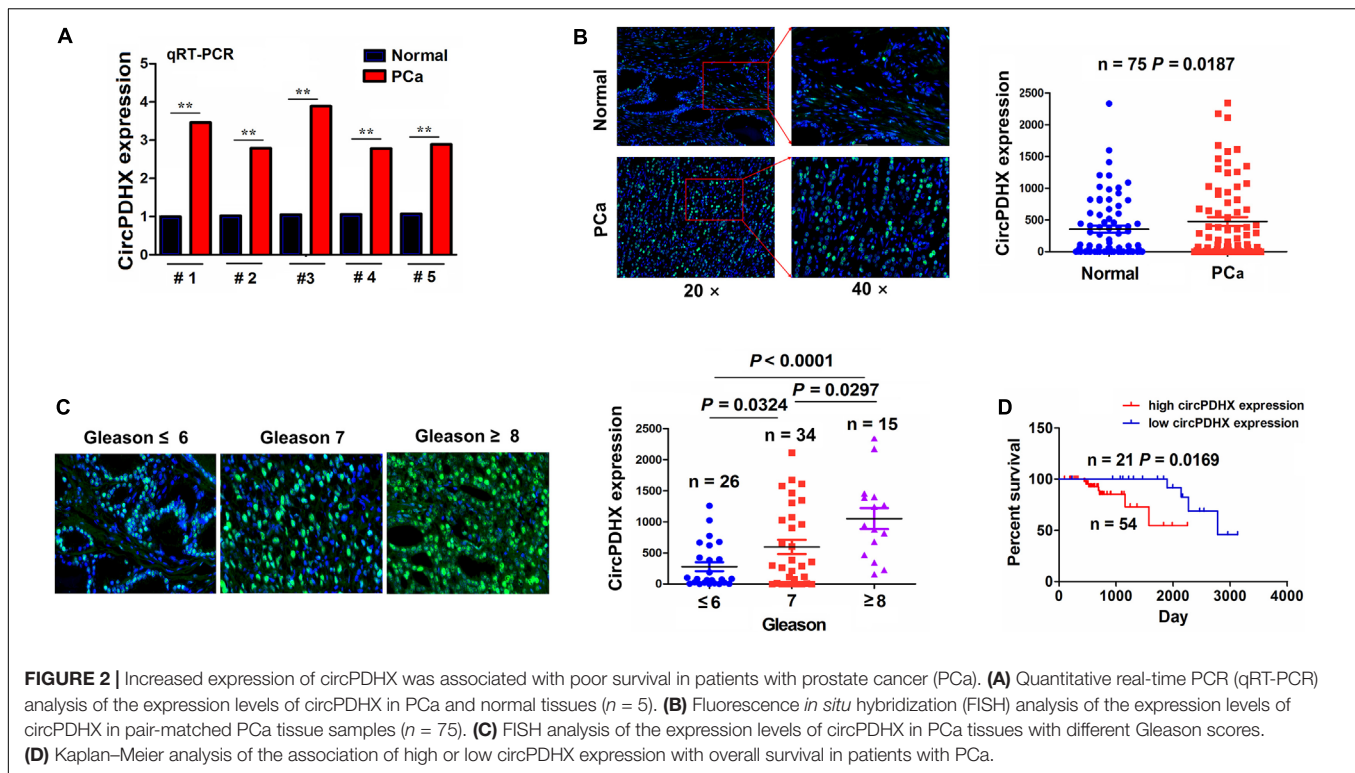 A
qRT-PCR
Normal
PCa
CircPDHX expression
5
4
3
2
1
0
** ** ** ** **
# 1 # 2 #3 # 4 # 5
B
Normal
PCa
20 × 40 ×
n = 75 P = 0.0187
CircPDHX expression
2500
2000
1500
1000
500
0
Normal PCa
C
Gleason ≤ 6 Gleason 7 Gleason ≥ 8
P < 0.0001
P = 0.0297
P = 0.0324
CircPDHX expression
2500
2000
1500
1000
500
0
n = 26
n = 34
n = 15
≤ 6 7 ≥ 8
Gleason
D
high circPDHX expression
low circPDHX expression
Percent survival
150
100
50
0
n = 21 P = 0.0169
n = 54
0 1000 2000 3000 4000
Day
FIGURE 2 | Increased expression of circPDHX was associated with poor survival in patients with prostate cancer (PCa). (A) Quantitative real-time PCR (qRT-PCR)
analysis of the expression levels of circPDHX in PCa and normal tissues (n = 5). (B) Fluorescence in situ hybridization (FISH) analysis of the expression levels of
circPDHX in pair-matched PCa tissue samples (n = 75). (C) FISH analysis of the expression levels of circPDHX in PCa tissues with different Gleason scores.
(D) Kaplan–Meier analysis of the association of high or low circPDHX expression with overall survival in patients with PCa.